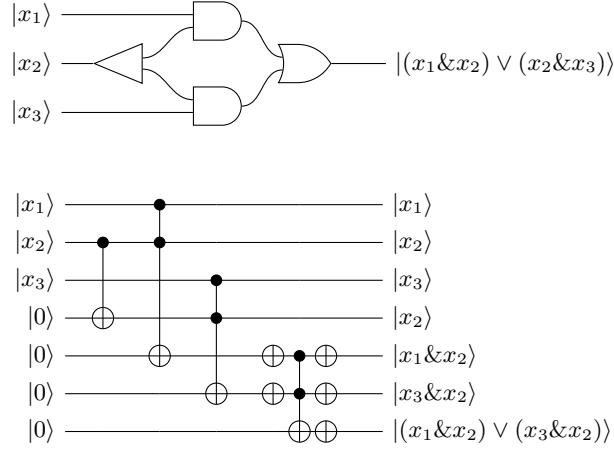 |x₁⟩
|x₂⟩ |(x₁&x₂) ∨ (x₂&x₃)⟩
|x₃⟩
|x₁⟩ |x₁⟩
|x₂⟩ |x₂⟩
|x₃⟩ |x₃⟩
|0⟩ |x₂⟩
|0⟩ |x₁&x₂⟩
|0⟩ |x₃&x₂⟩
|0⟩ |(x₁&x₂) ∨ (x₃&x₂)⟩